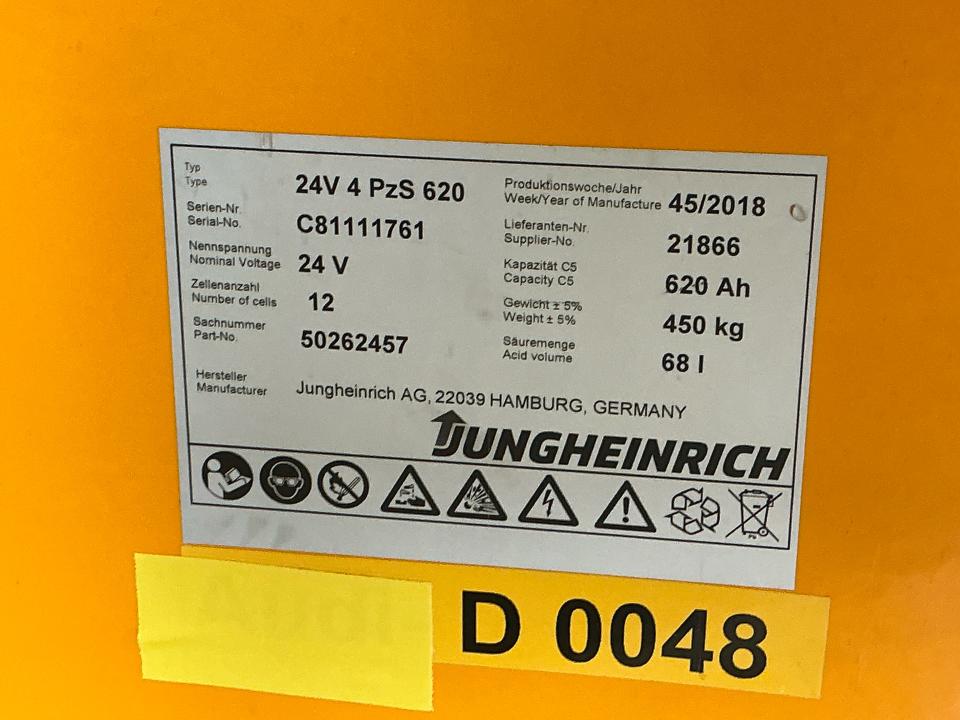 Typ
Type
24V 4 PzS 620
Produktionswoche/Jahr
Week/Year of Manufacture
45/2018
Serien-Nr.
Serial-No.
C81111761
Lieferanten-Nr.
Supplier-No.
21866
Nennspannung
Nominal Voltage
24 V
Kapazität C5
Capacity C5
620 Ah
Zellenanzahl
Number of cells
12
Gewicht ± 5%
Weight ± 5%
450 kg
Sachnummer
Part-No.
50262457
Säuremenge
Acid volume
68 l
Hersteller
Manufacturer
Jungheinrich AG, 22039 HAMBURG, GERMANY
JUNGHEINRICH
D 0048